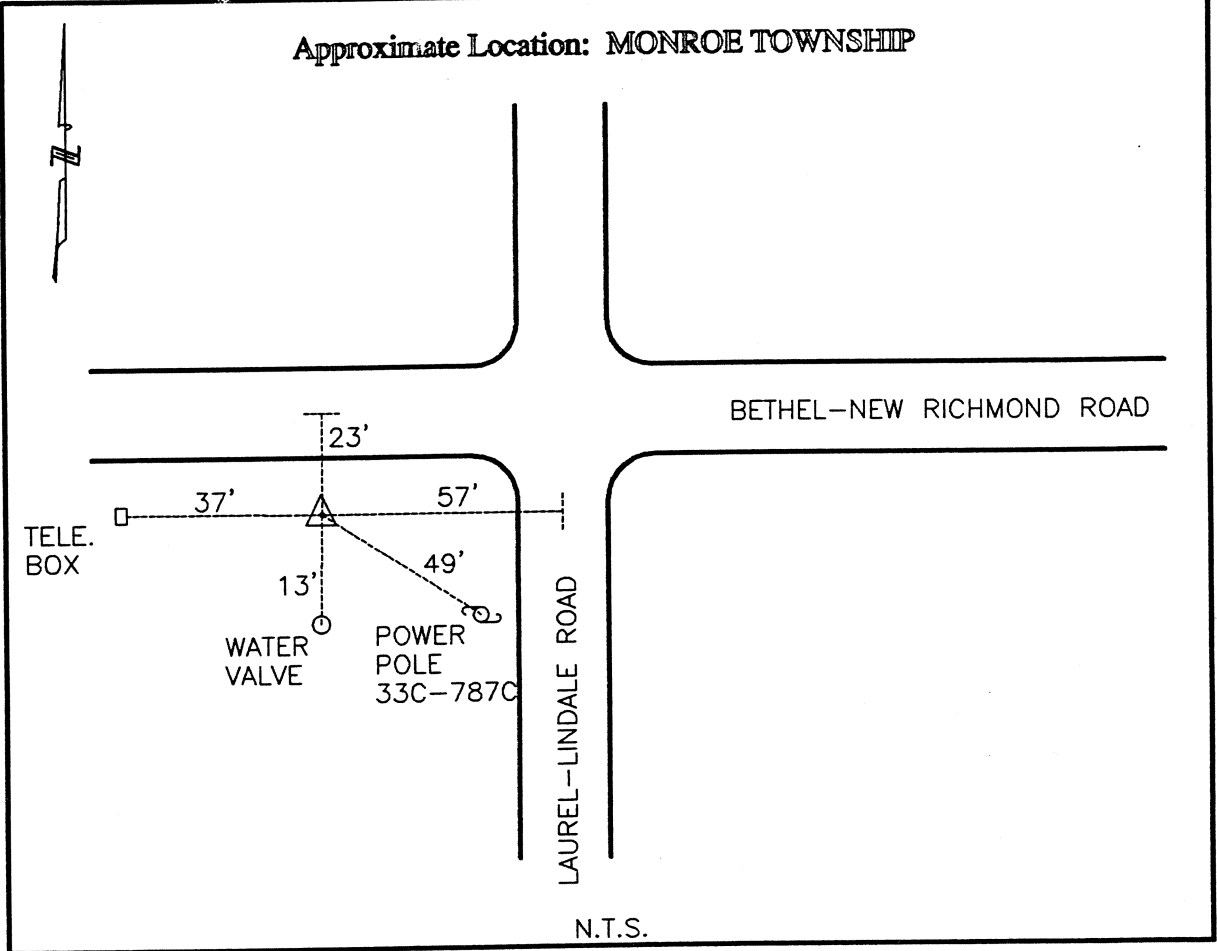 Approximate Location: MONROE TOWNSHIP
N
BETHEL-NEW RICHMOND ROAD
23'
37'
57'
TELE.
BOX
49'
13'
WATER
VALVE
POWER
POLE
33C-787C
LAUREL-LINDALE ROAD
N.T.S.